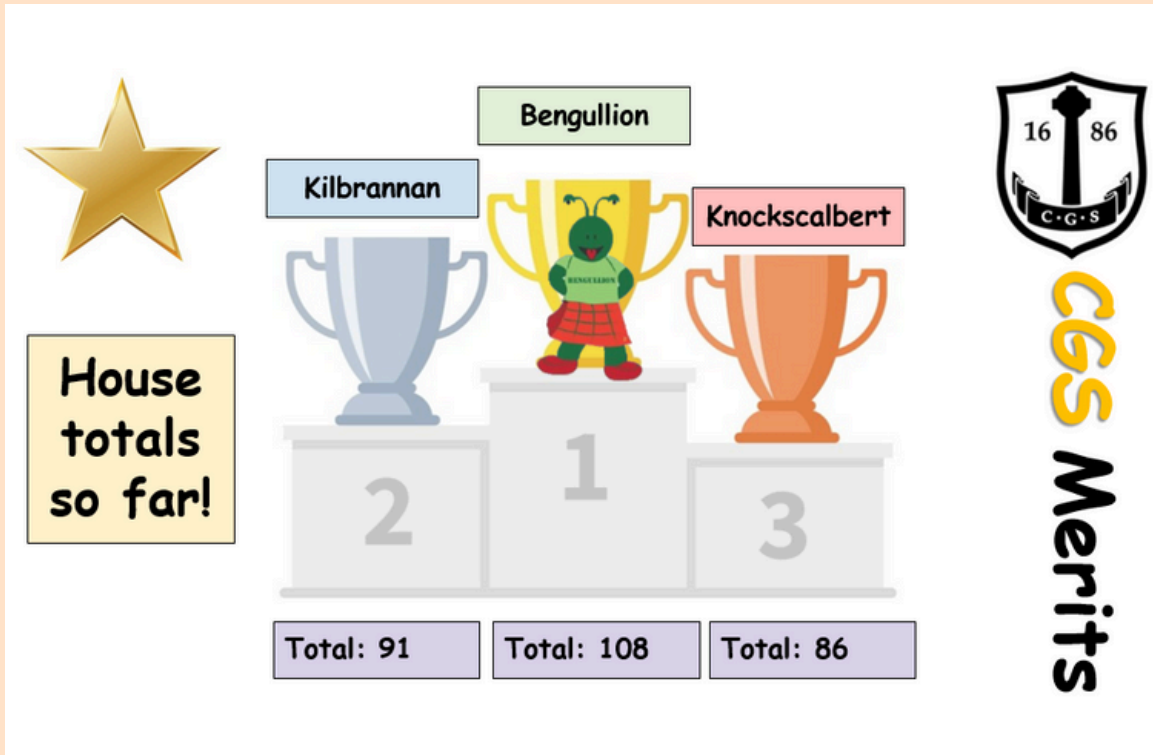 Bengullion
Kilbrannan
Knockscalbert
16 86
C·G·S
BENGULLION
House
totals
so far!
1
2
3
CGS Merits
Total: 91
Total: 108
Total: 86